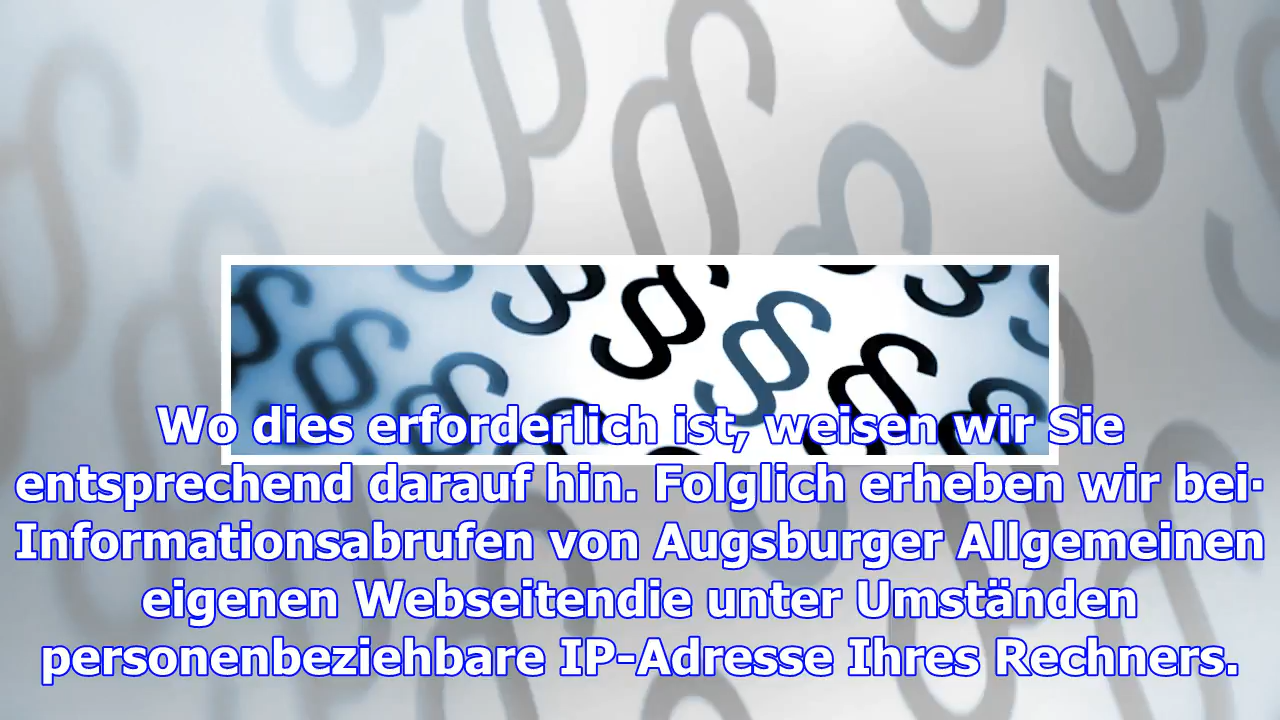 Wo dies erforderlich ist, weisen wir Sie
entsprechend darauf hin. Folglich erheben wir bei·
Informationsabrufen von Augsburger Allgemeinen
eigenen Webseitendie unter Umständen
personenbeziehbare IP-Adresse Ihres Rechners.